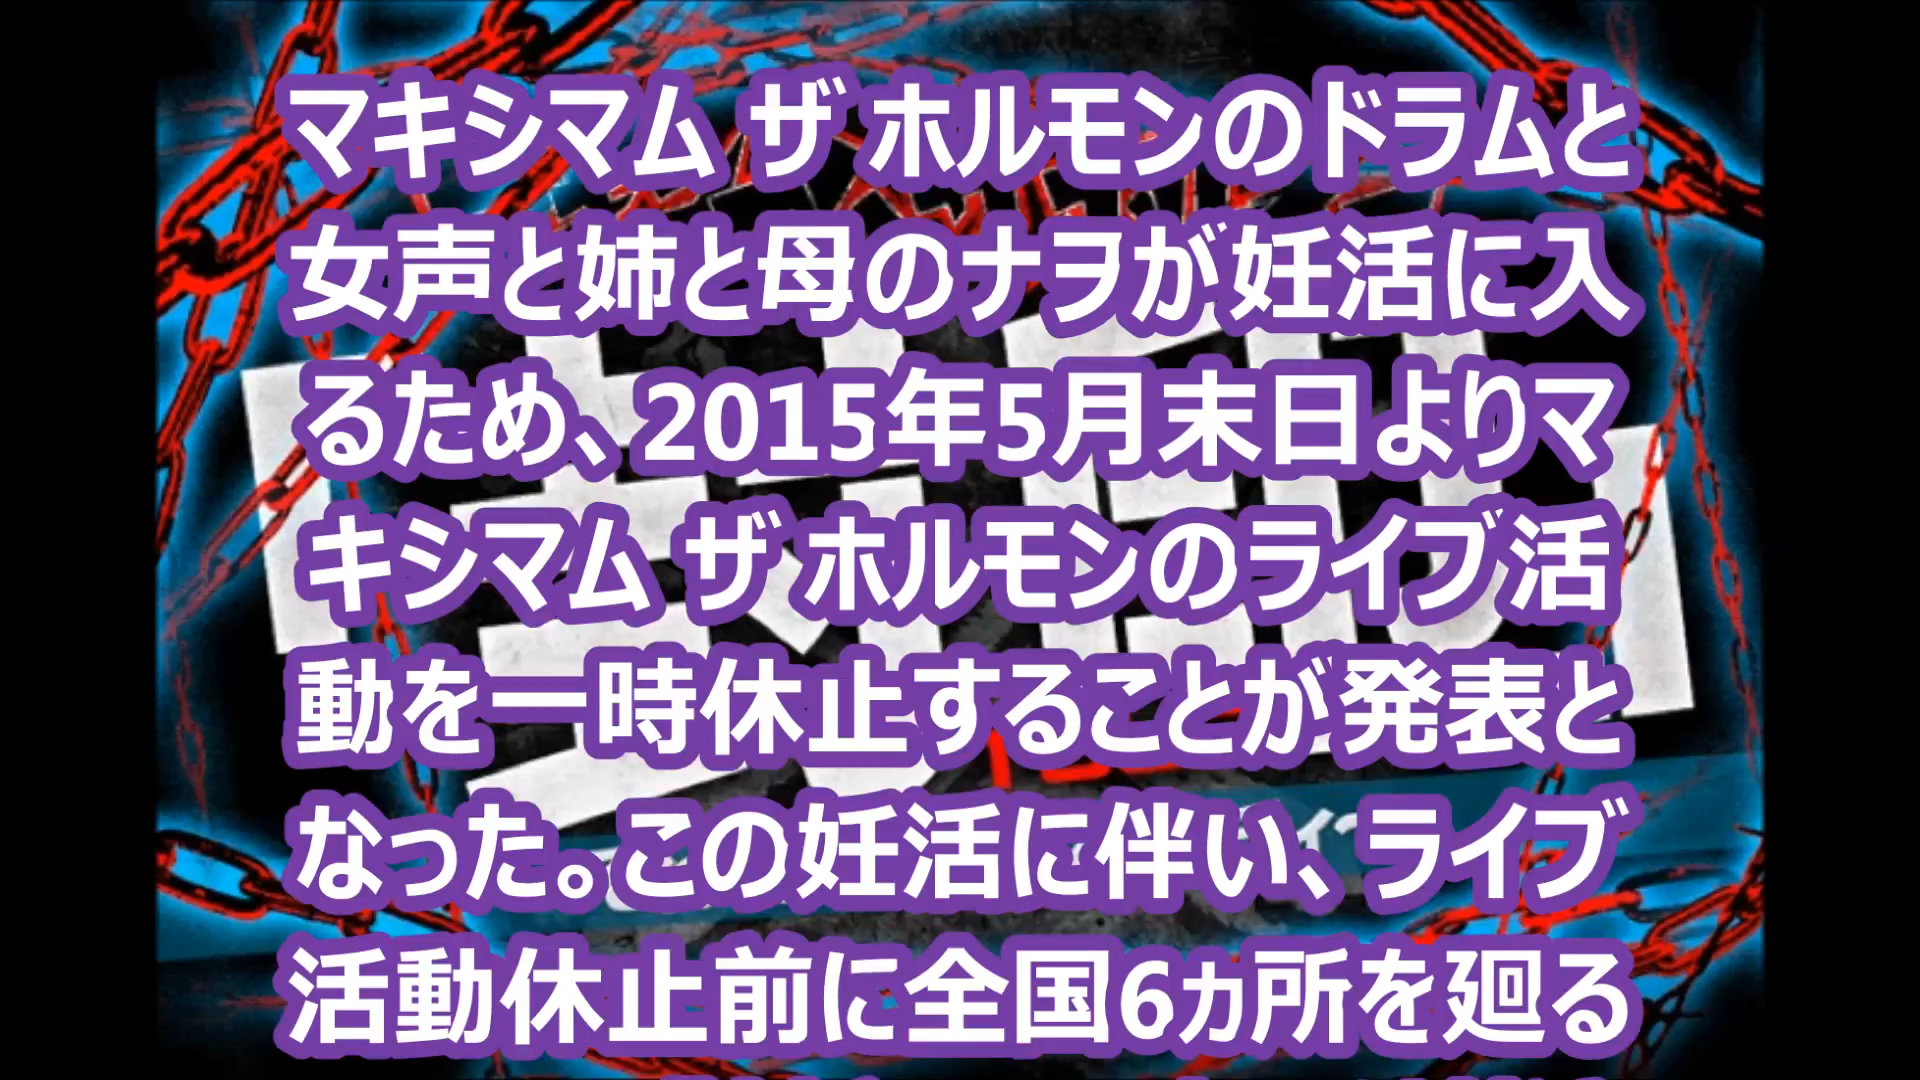 マキシマム ザ ホルモンのドラムと
女声と姉と母のナヲが妊活に入
るため、2015年5月末日よりマ
キシマム ザ ホルモンのライブ活
動を一時休止することが発表と
なった。この妊活に伴い、ライブ
活動休止前に全国6ヵ所を廻る